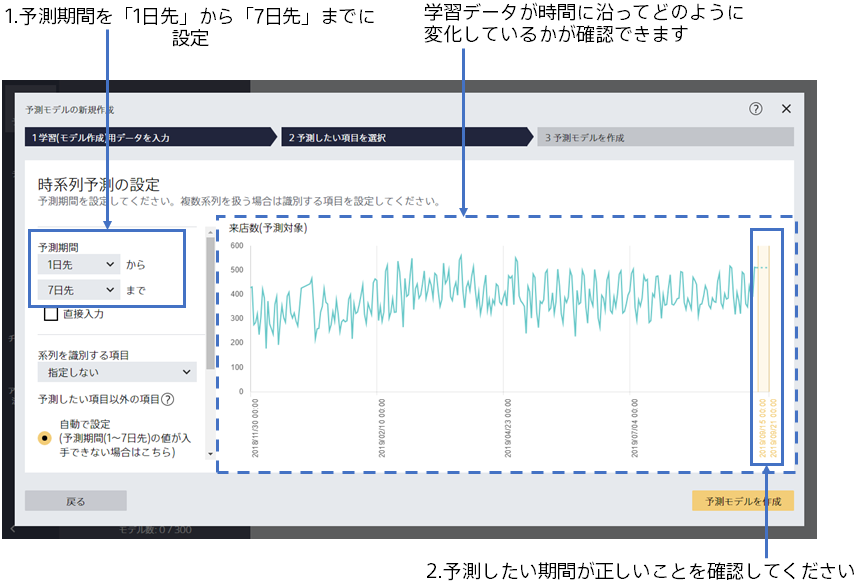 1.予測期間を「1日先」から「7日先」までに
設定
学習データが時間に沿ってどのように
変化しているかが確認できます
予測モデルの新規作成
?
×
1 学習(モデル作成)用データを入力
2 予測したい項目を選択
3 予測モデルを作成
時系列予測の設定
予測期間を設定してください。複数系列を扱う場合は識別する項目を設定してください。
予測期間
1日先 から
7日先 まで
直接入力
系列を識別する項目
指定しない
予測したい項目以外の項目?
自動で設定
(予測期間(1~7日先)の値が入
手できない場合はこちら)
来店数(予測対象)
600
500
400
300
200
100
0
2018/11/30 00:00
2019/02/10 00:00
2019/04/23 00:00
2019/07/04 00:00
2019/09/15 00:00
2019/09/21 00:00
戻る
予測モデルを作成
モデル数: 0 / 300
2.予測したい期間が正しいことを確認してください